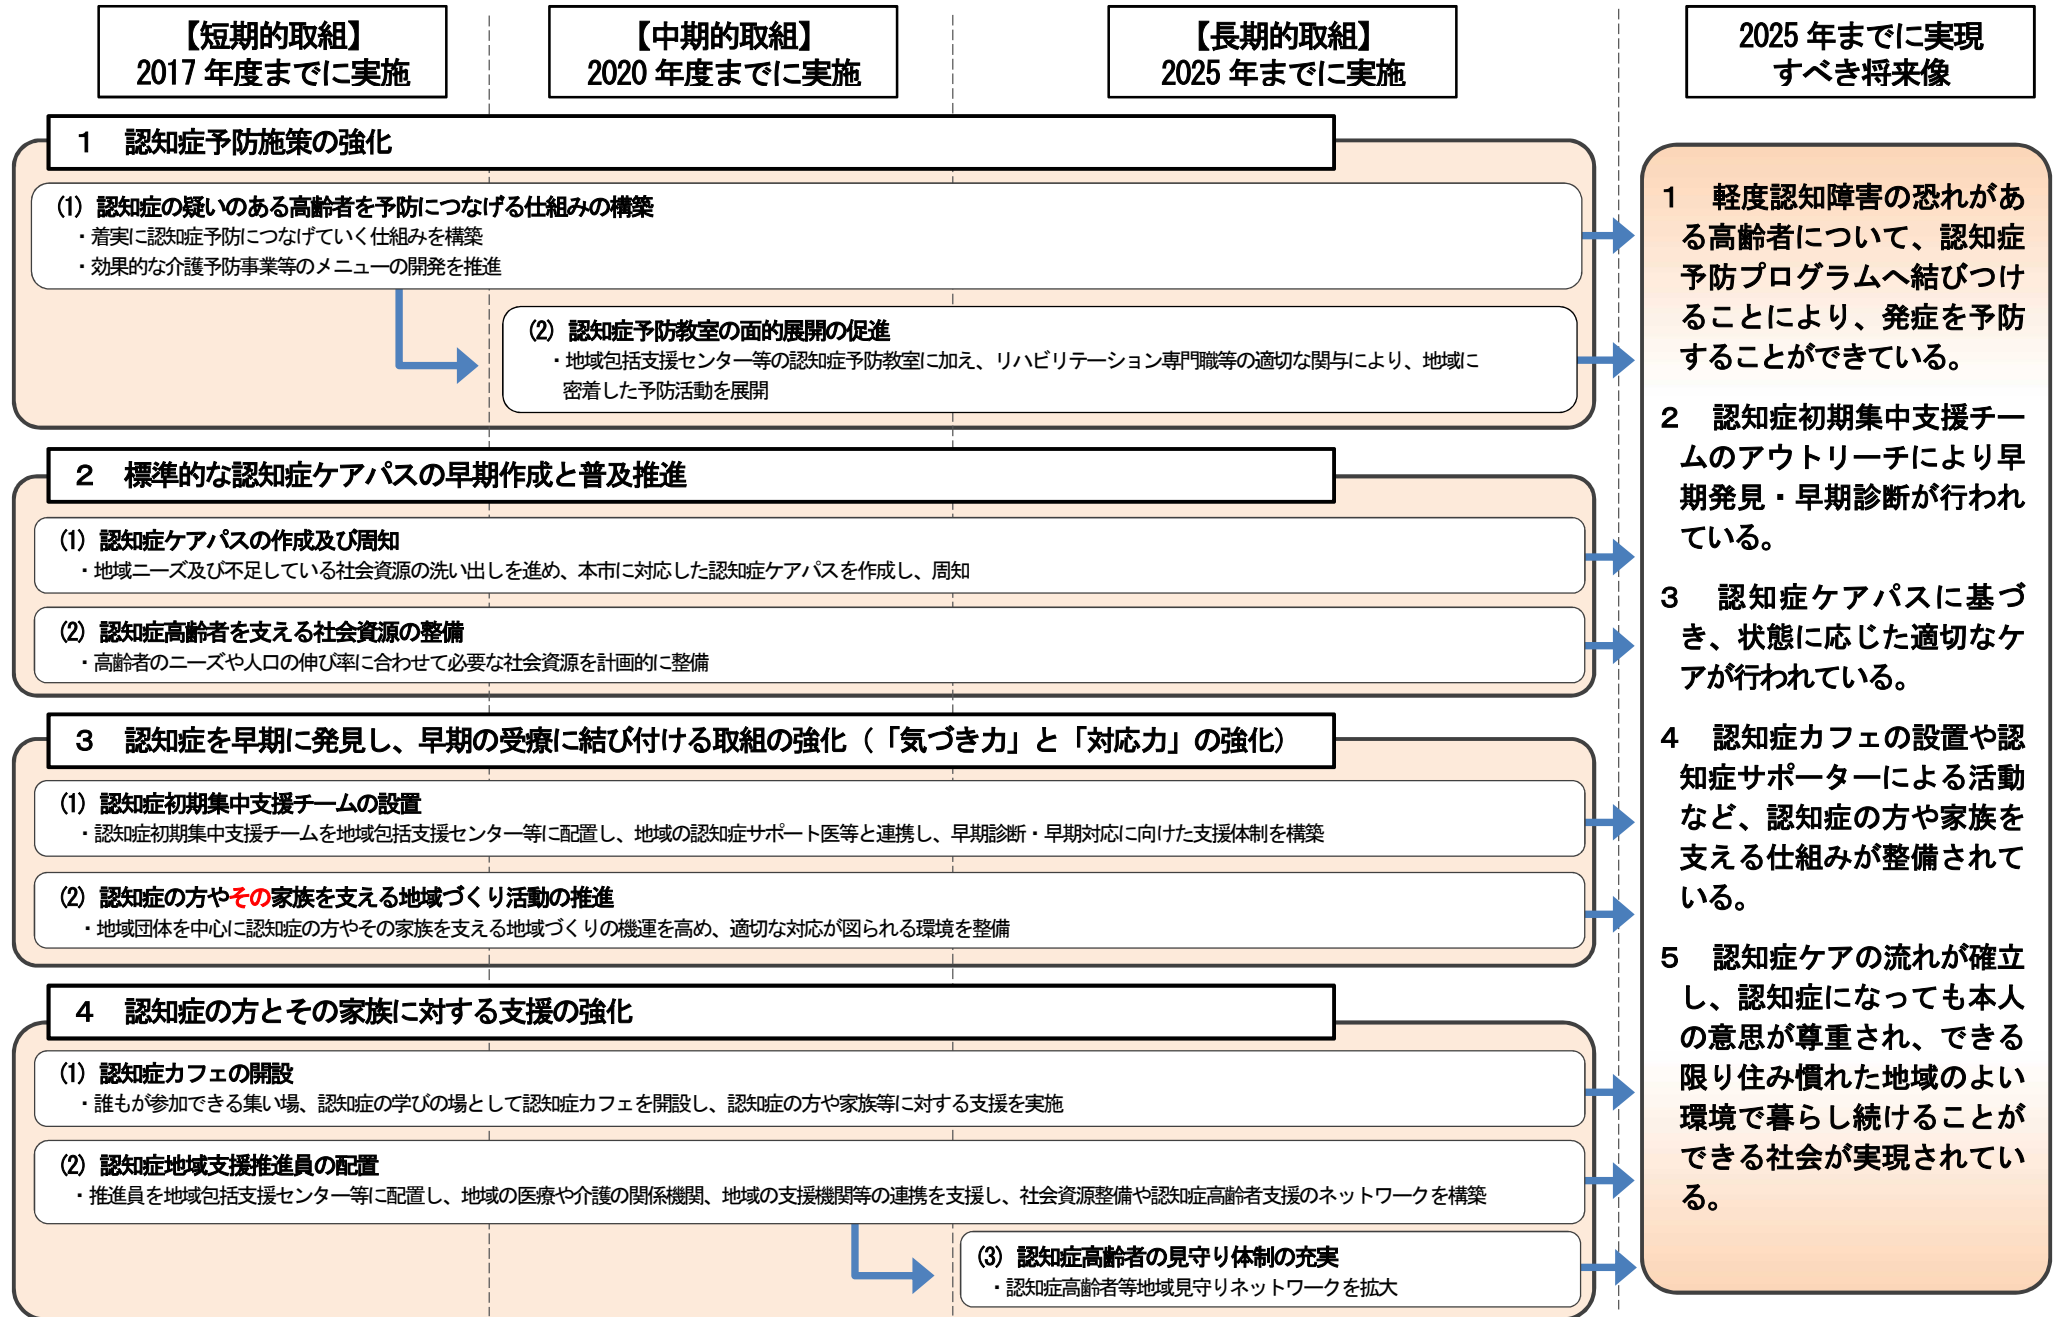 【短期的取組】
2017 年度までに実施
【中期的取組】
2020 年度までに実施
【長期的取組】
2025 年までに実施
2025 年までに実現
すべき将来像
１　認知症予防施策の強化
(1) 認知症の疑いのある高齢者を予防につなげる仕組みの構築
・着実に認知症予防につなげていく仕組みを構築
・効果的な介護予防事業等のメニューの開発を推進
(2) 認知症予防教室の面的展開の促進
・地域包括支援センター等の認知症予防教室に加え、リハビリテーション専門職等の適切な関与により、地域に
密着した予防活動を展開
２　標準的な認知症ケアパスの早期作成と普及推進
(1) 認知症ケアパスの作成及び周知
・地域ニーズ及び不足している社会資源の洗い出しを進め、本市に対応した認知症ケアパスを作成し、周知
(2) 認知症高齢者を支える社会資源の整備
・高齢者のニーズや人口の伸び率に合わせて必要な社会資源を計画的に整備
３　認知症を早期に発見し、早期の受療に結び付ける取組の強化（「気づき力」と「対応力」の強化）
(1) 認知症初期集中支援チームの設置
・認知症初期集中支援チームを地域包括支援センター等に配置し、地域の認知症サポート医等と連携し、早期診断・早期対応に向けた支援体制を構築
(2) 認知症の方やその家族を支える地域づくり活動の推進
・地域団体を中心に認知症の方やその家族を支える地域づくりの機運を高め、適切な対応が図られる環境を整備
４　認知症の方とその家族に対する支援の強化
(1) 認知症カフェの開設
・誰もが参加できる集い場、認知症の学びの場として認知症カフェを開設し、認知症の方や家族等に対する支援を実施
(2) 認知症地域支援推進員の配置
・推進員を地域包括支援センター等に配置し、地域の医療や介護の関係機関、地域の支援機関等の連携を支援し、社会資源整備や認知症高齢者支援のネットワークを構築
(3) 認知症高齢者の見守り体制の充実
・認知症高齢者等地域見守りネットワークを拡大
１　軽度認知障害の恐れがあ
る高齢者について、認知症
予防プログラムへ結びつけ
ることにより、発症を予防
することができている。
２　認知症初期集中支援チー
ムのアウトリーチにより早
期発見・早期診断が行われ
ている。
３　認知症ケアパスに基づ
き、状態に応じた適切なケ
アが行われている。
４　認知症カフェの設置や認
知症サポーターによる活動
など、認知症の方や家族を
支える仕組みが整備されて
いる。
５　認知症ケアの流れが確立
し、認知症になっても本人
の意思が尊重され、できる
限り住み慣れた地域のよい
環境で暮らし続けることが
できる社会が実現されてい
る。